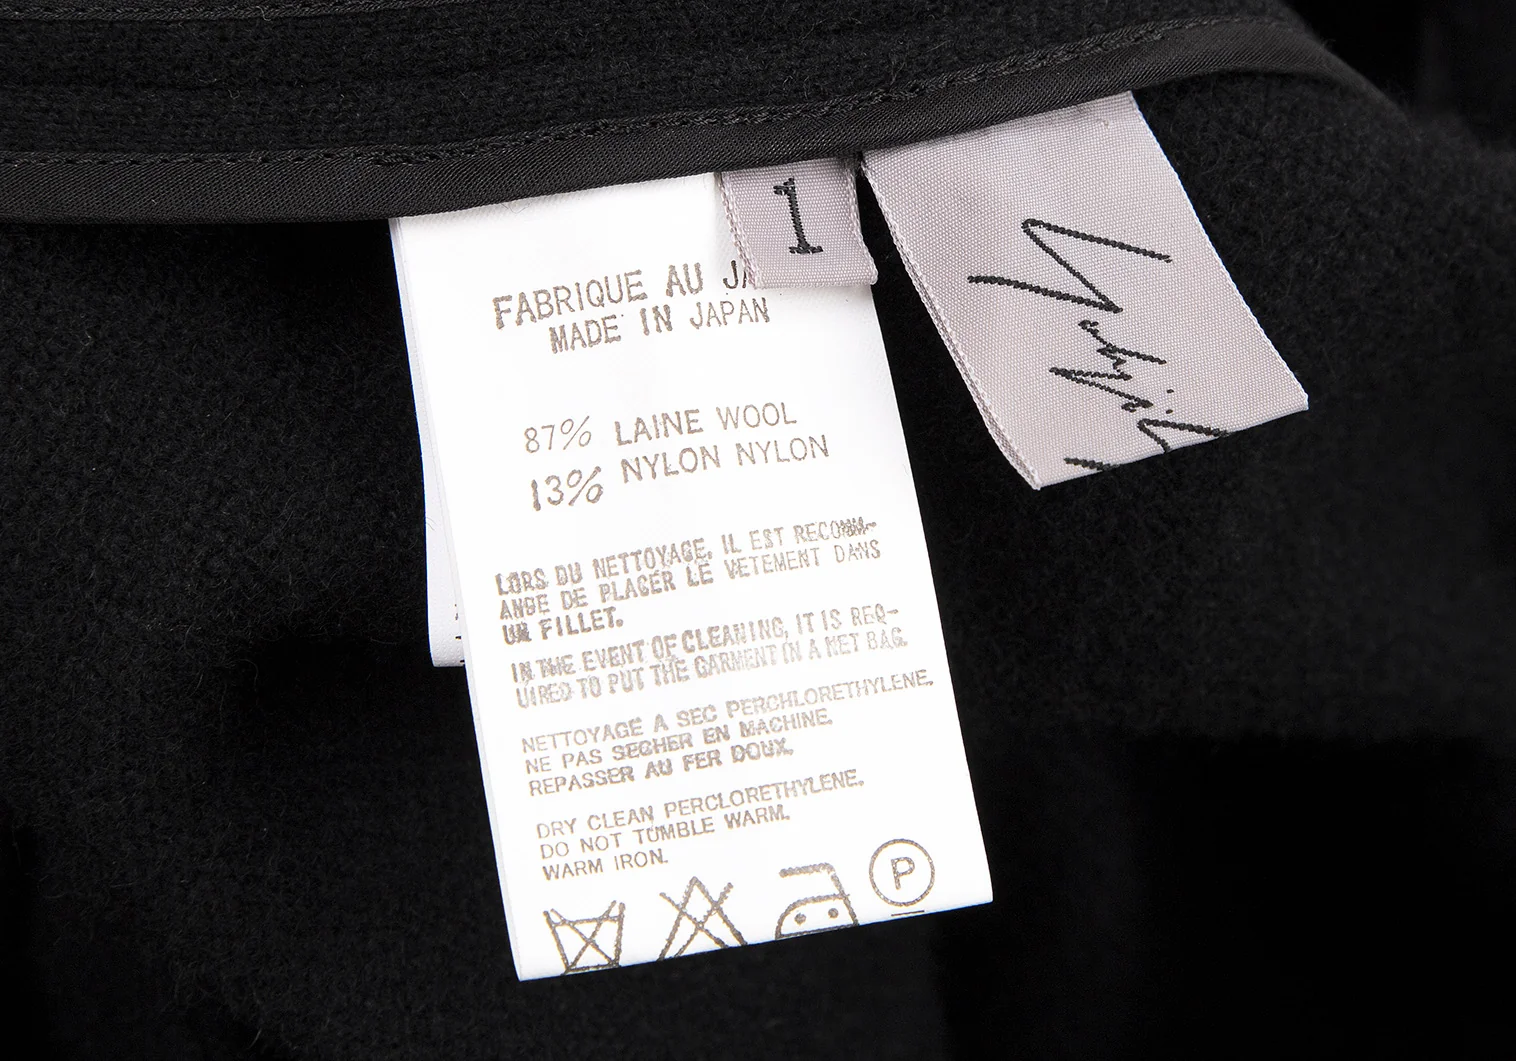 1
FABRIQUE AU JA
MADE IN JAPAN
87% LAINE WOOL
13% NYLON NYLON
LORS DU NETTOYAGE, IL EST RECOMM-
ANDE DE PLACER LE VETEMENT DANS
UN FILLET.
IN THE EVENT OF CLEANING, IT IS REQ-
UIRED TO PUT THE GARMENT IN A NET BAG.
NETTOYAGE A SEC PERCHLORETHYLENE.
NE PAS SECHER EN MACHINE.
REPASSER AU FER DOUX.
DRY CLEAN PERCLORETHYLENE.
DO NOT TUMBLE WARM.
WARM IRON.
P